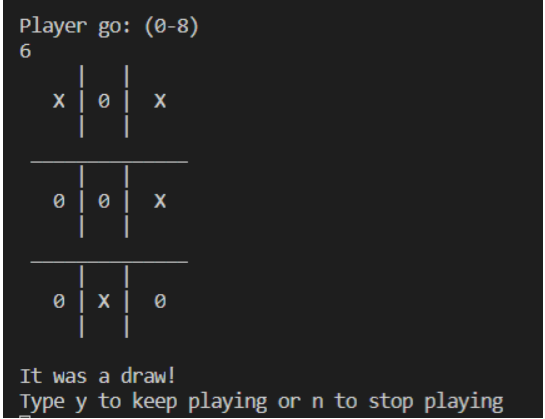 Player go: (0-8)
6
X | 0 | X
0 | 0 | X
0 | X | 0
It was a draw!
Type y to keep playing or n to stop playing